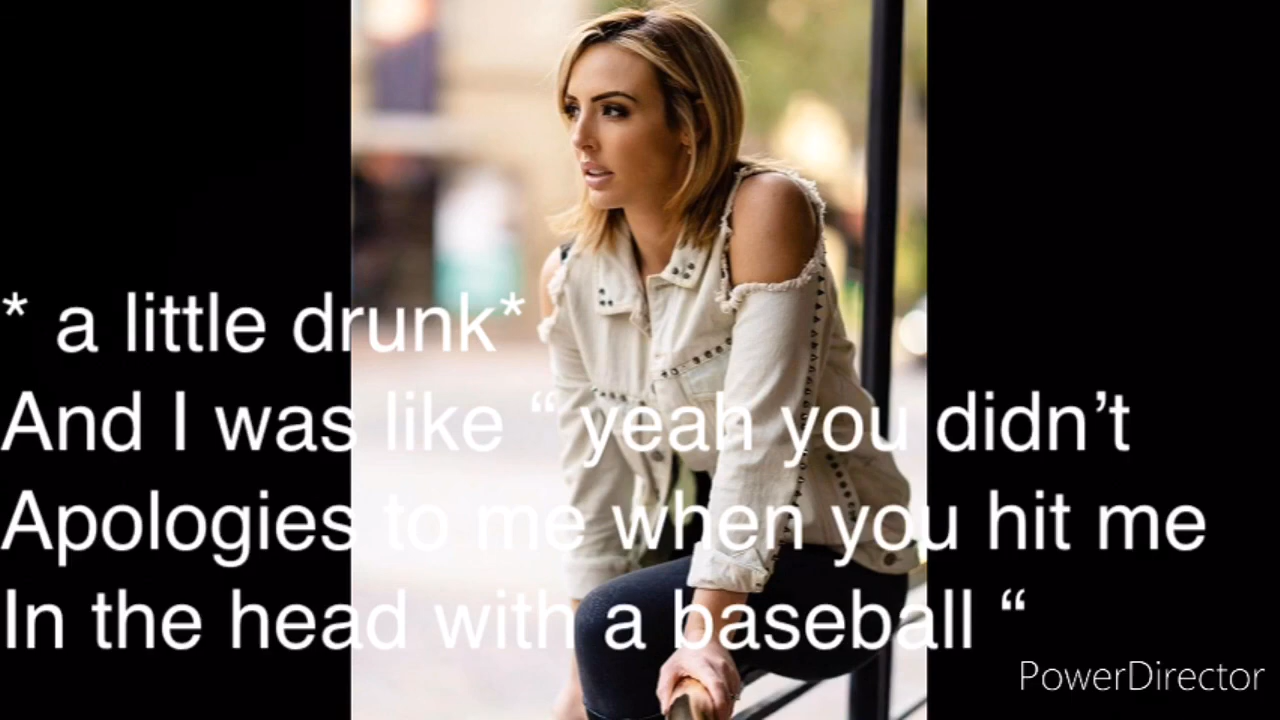 * a little drunk*
And I was like “ yeah you didn’t
Apologies to me when you hit me
In the head with a baseball “
PowerDirector